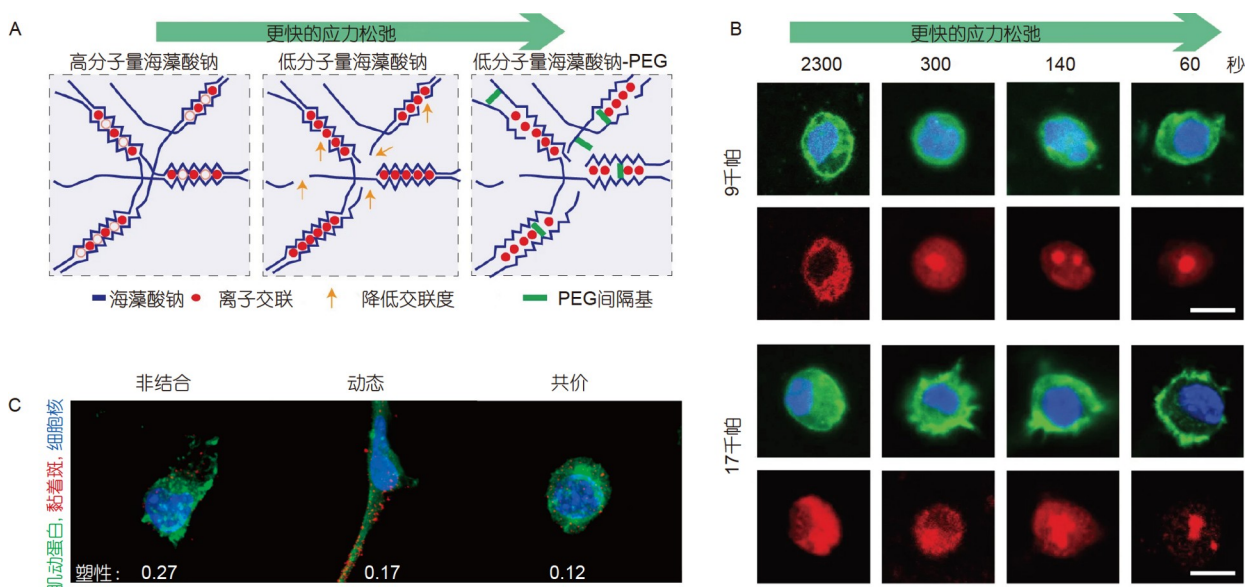 A
更快的应力松弛
高分子量海藻酸钠
低分子量海藻酸钠
低分子量海藻酸钠-PEG
海藻酸钠
离子交联
降低交联度
PEG间隔基
B
更快的应力松弛
2300
300
140
60
秒
9千帕
17千帕
C
非结合
动态
共价
肌动蛋白, 黏着斑, 细胞核
塑性：
0.27
0.17
0.12